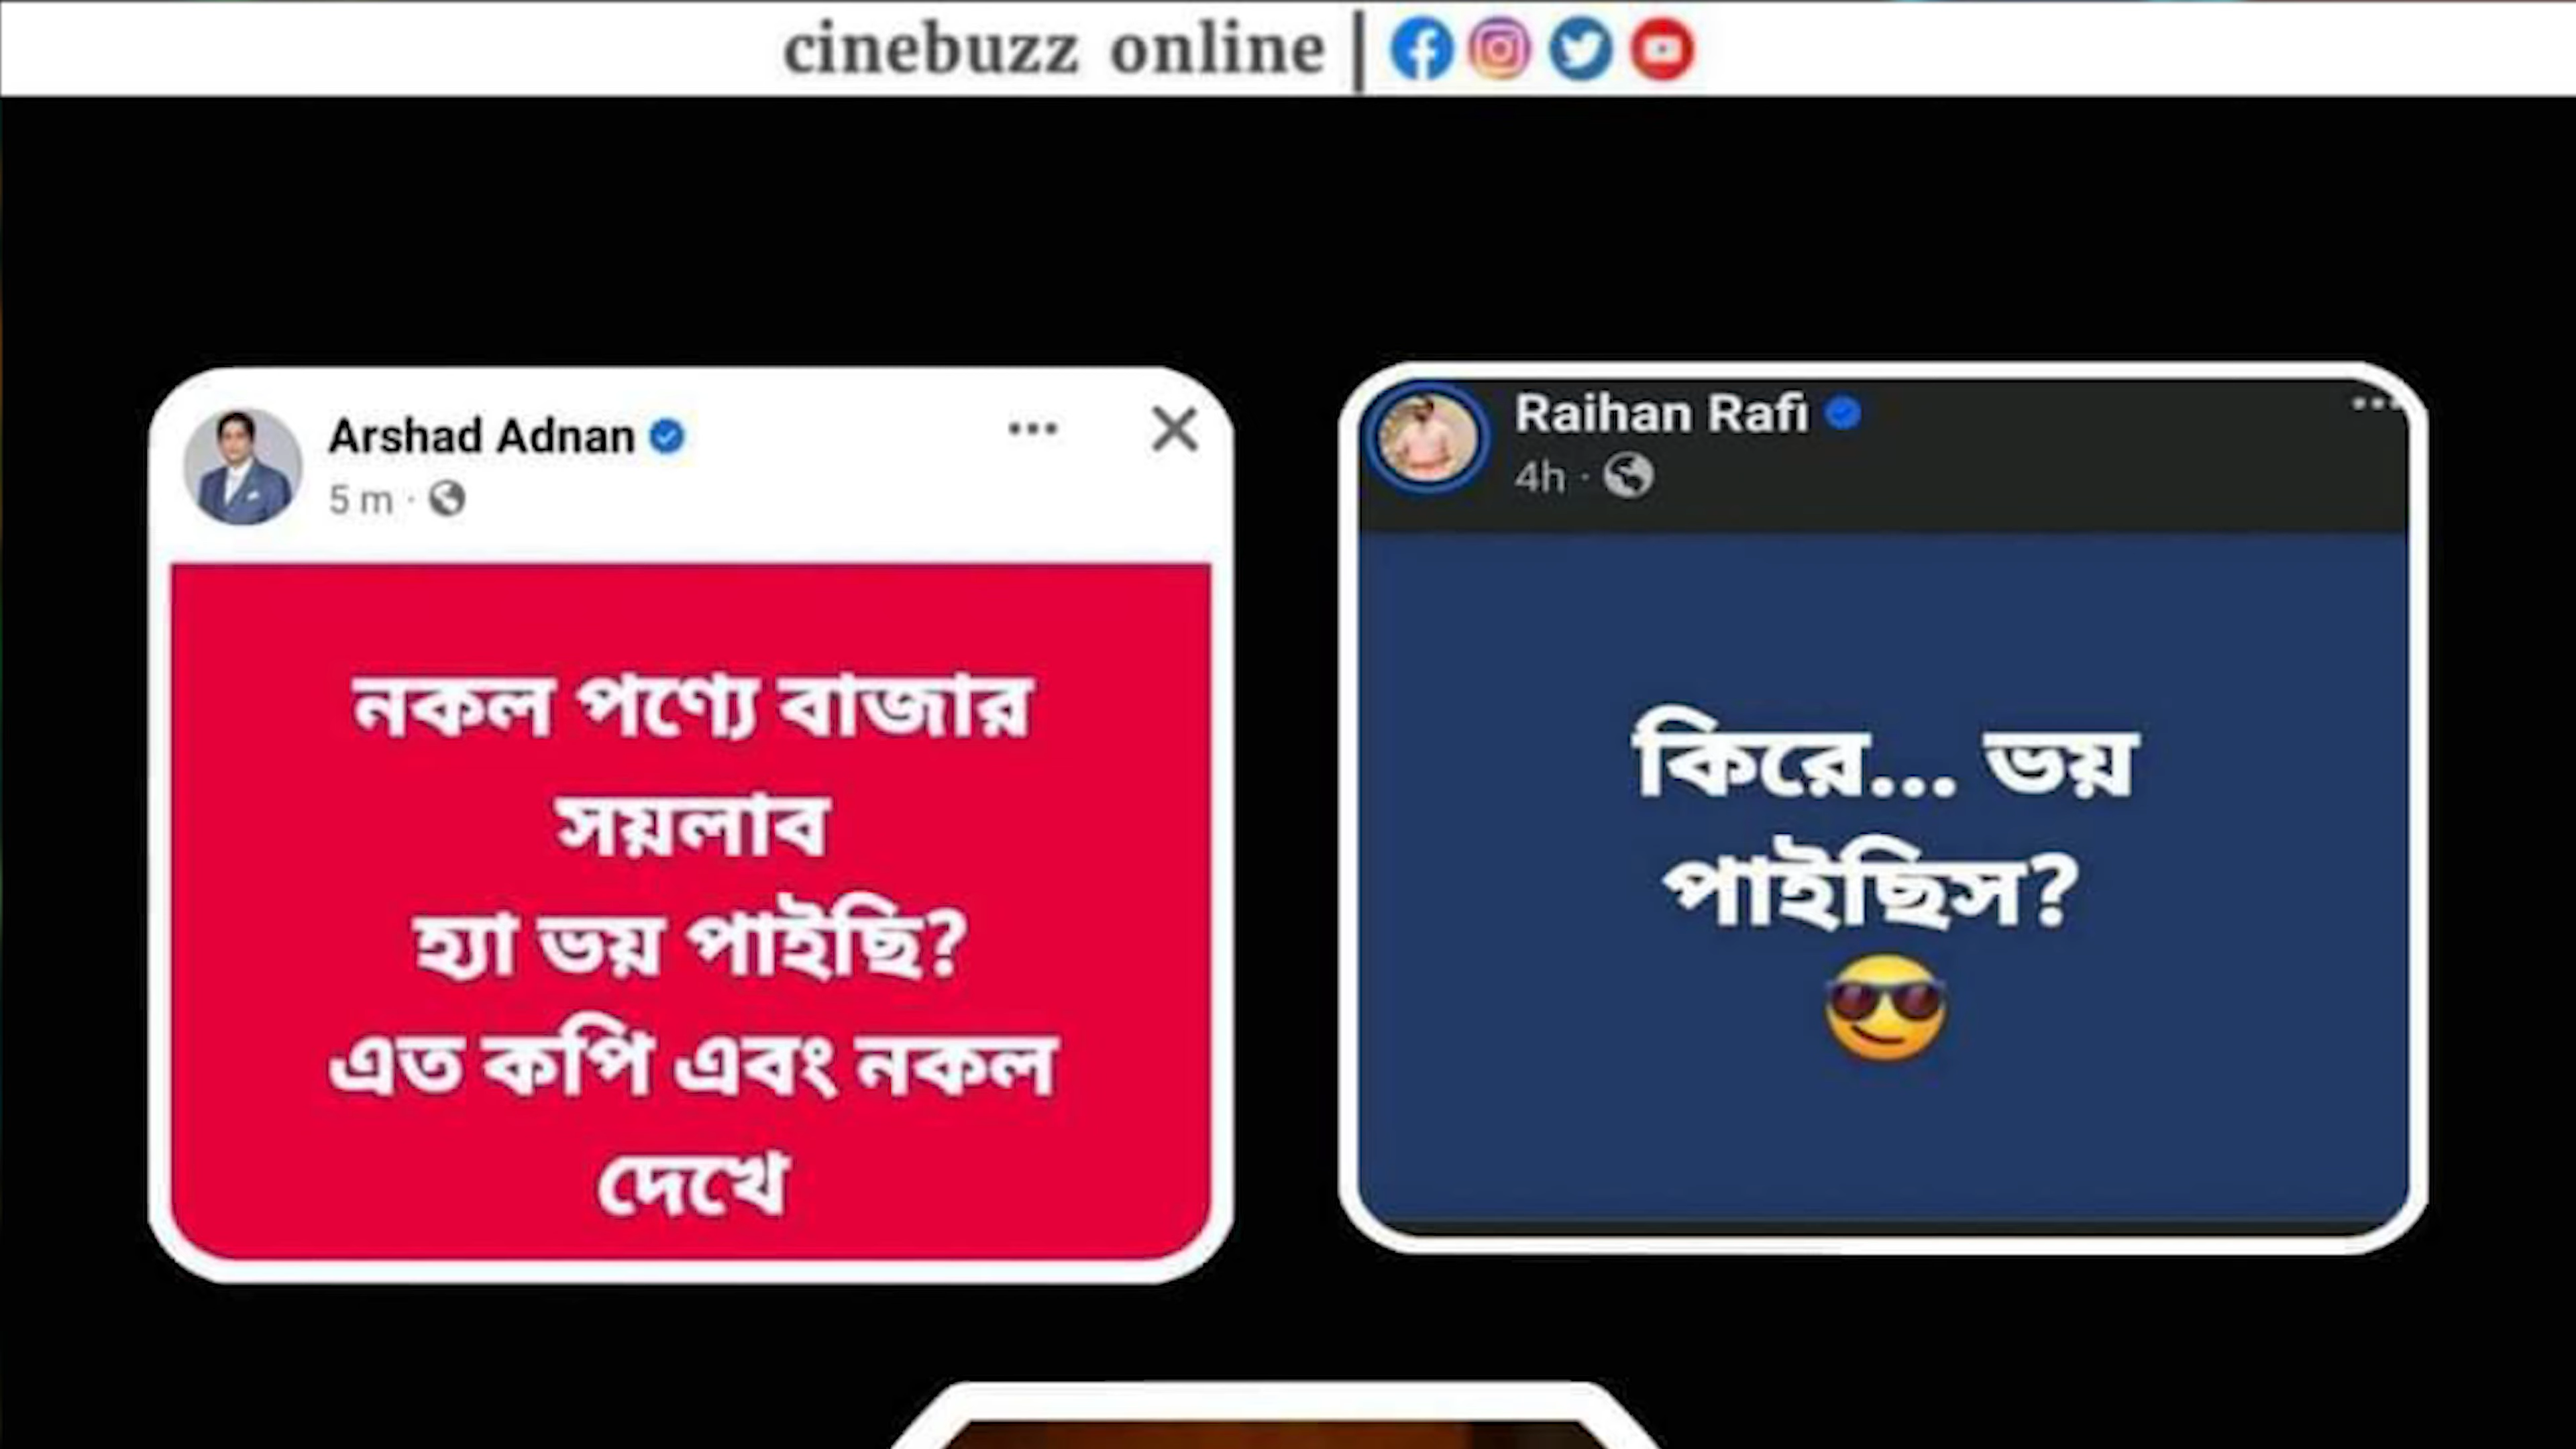 cinebuzz online |
Arshad Adnan
5 m ·
নকল পণ্যে বাজার
সয়লাব
হ্যা ভয় পাইছি?
এত কপি এবং নকল
দেখে
Raihan Rafi
4h ·
কিরে... ভয়
পাইছিস?
😎